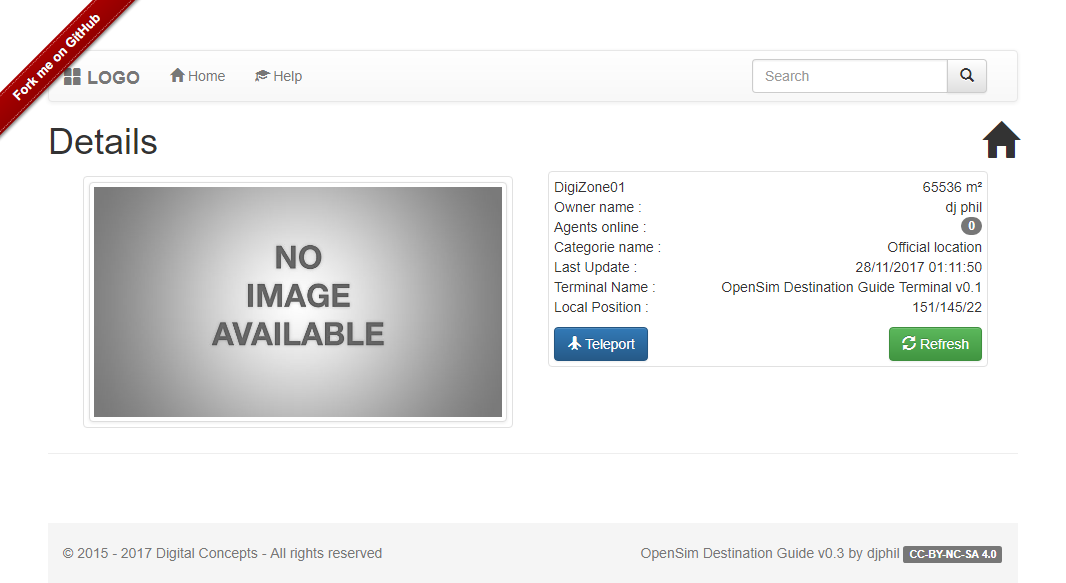 Fork me on GitHub
LOGO Home Help Search
Details
NO
IMAGE
AVAILABLE
DigiZone01 65536 m²
Owner name : dj phil
Agents online : 0
Categorie name : Official location
Last Update : 28/11/2017 01:11:50
Terminal Name : OpenSim Destination Guide Terminal v0.1
Local Position : 151/145/22
Teleport Refresh
© 2015 - 2017 Digital Concepts - All rights reserved OpenSim Destination Guide v0.3 by djphil CC-BY-NC-SA 4.0